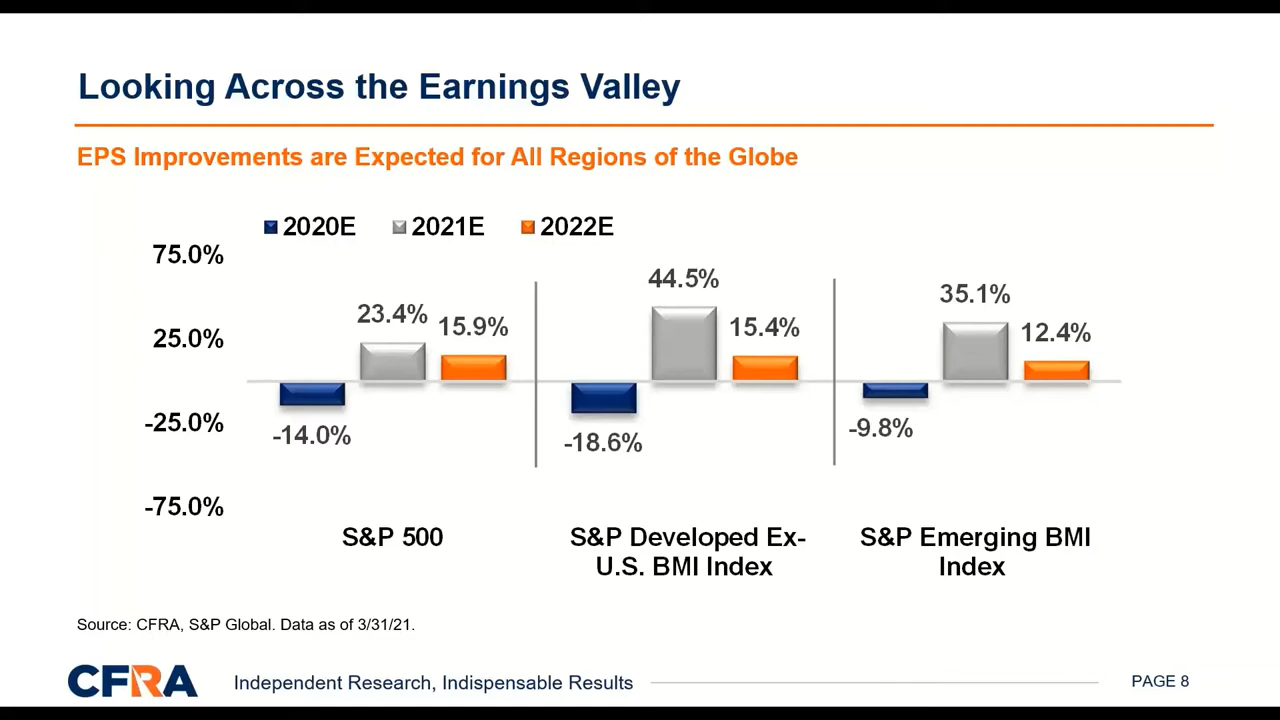 Looking Across the Earnings Valley
EPS Improvements are Expected for All Regions of the Globe
2020E 2021E 2022E
75.0%
25.0%
-25.0%
-75.0%
23.4% 15.9%
-14.0%
44.5%
15.4%
-18.6%
35.1%
12.4%
-9.8%
S&P 500
S&P Developed Ex-
U.S. BMI Index
S&P Emerging BMI
Index
Source: CFRA, S&P Global. Data as of 3/31/21.
CFRA
Independent Research, Indispensable Results
PAGE 8